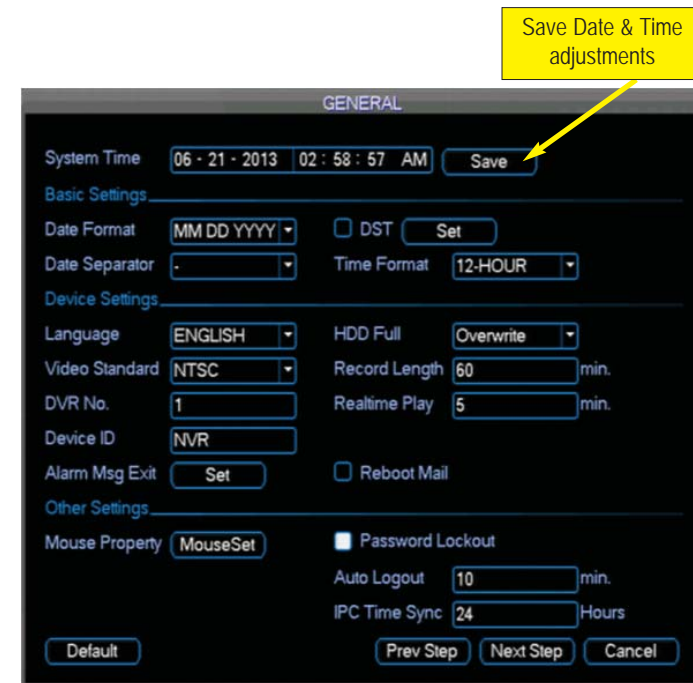 Save Date & Time
adjustments
GENERAL
System Time 06 - 21 - 2013 02 : 58 : 57 AM Save
Basic Settings
Date Format MM DD YYYY DST Set
Date Separator - Time Format 12-HOUR
Device Settings
Language ENGLISH HDD Full Overwrite
Video Standard NTSC Record Length 60 min.
DVR No. 1 Realtime Play 5 min.
Device ID NVR
Alarm Msg Exit Set Reboot Mail
Other Settings
Mouse Property MouseSet Password Lockout
Auto Logout 10 min.
IPC Time Sync 24 Hours
Default Prev Step Next Step Cancel